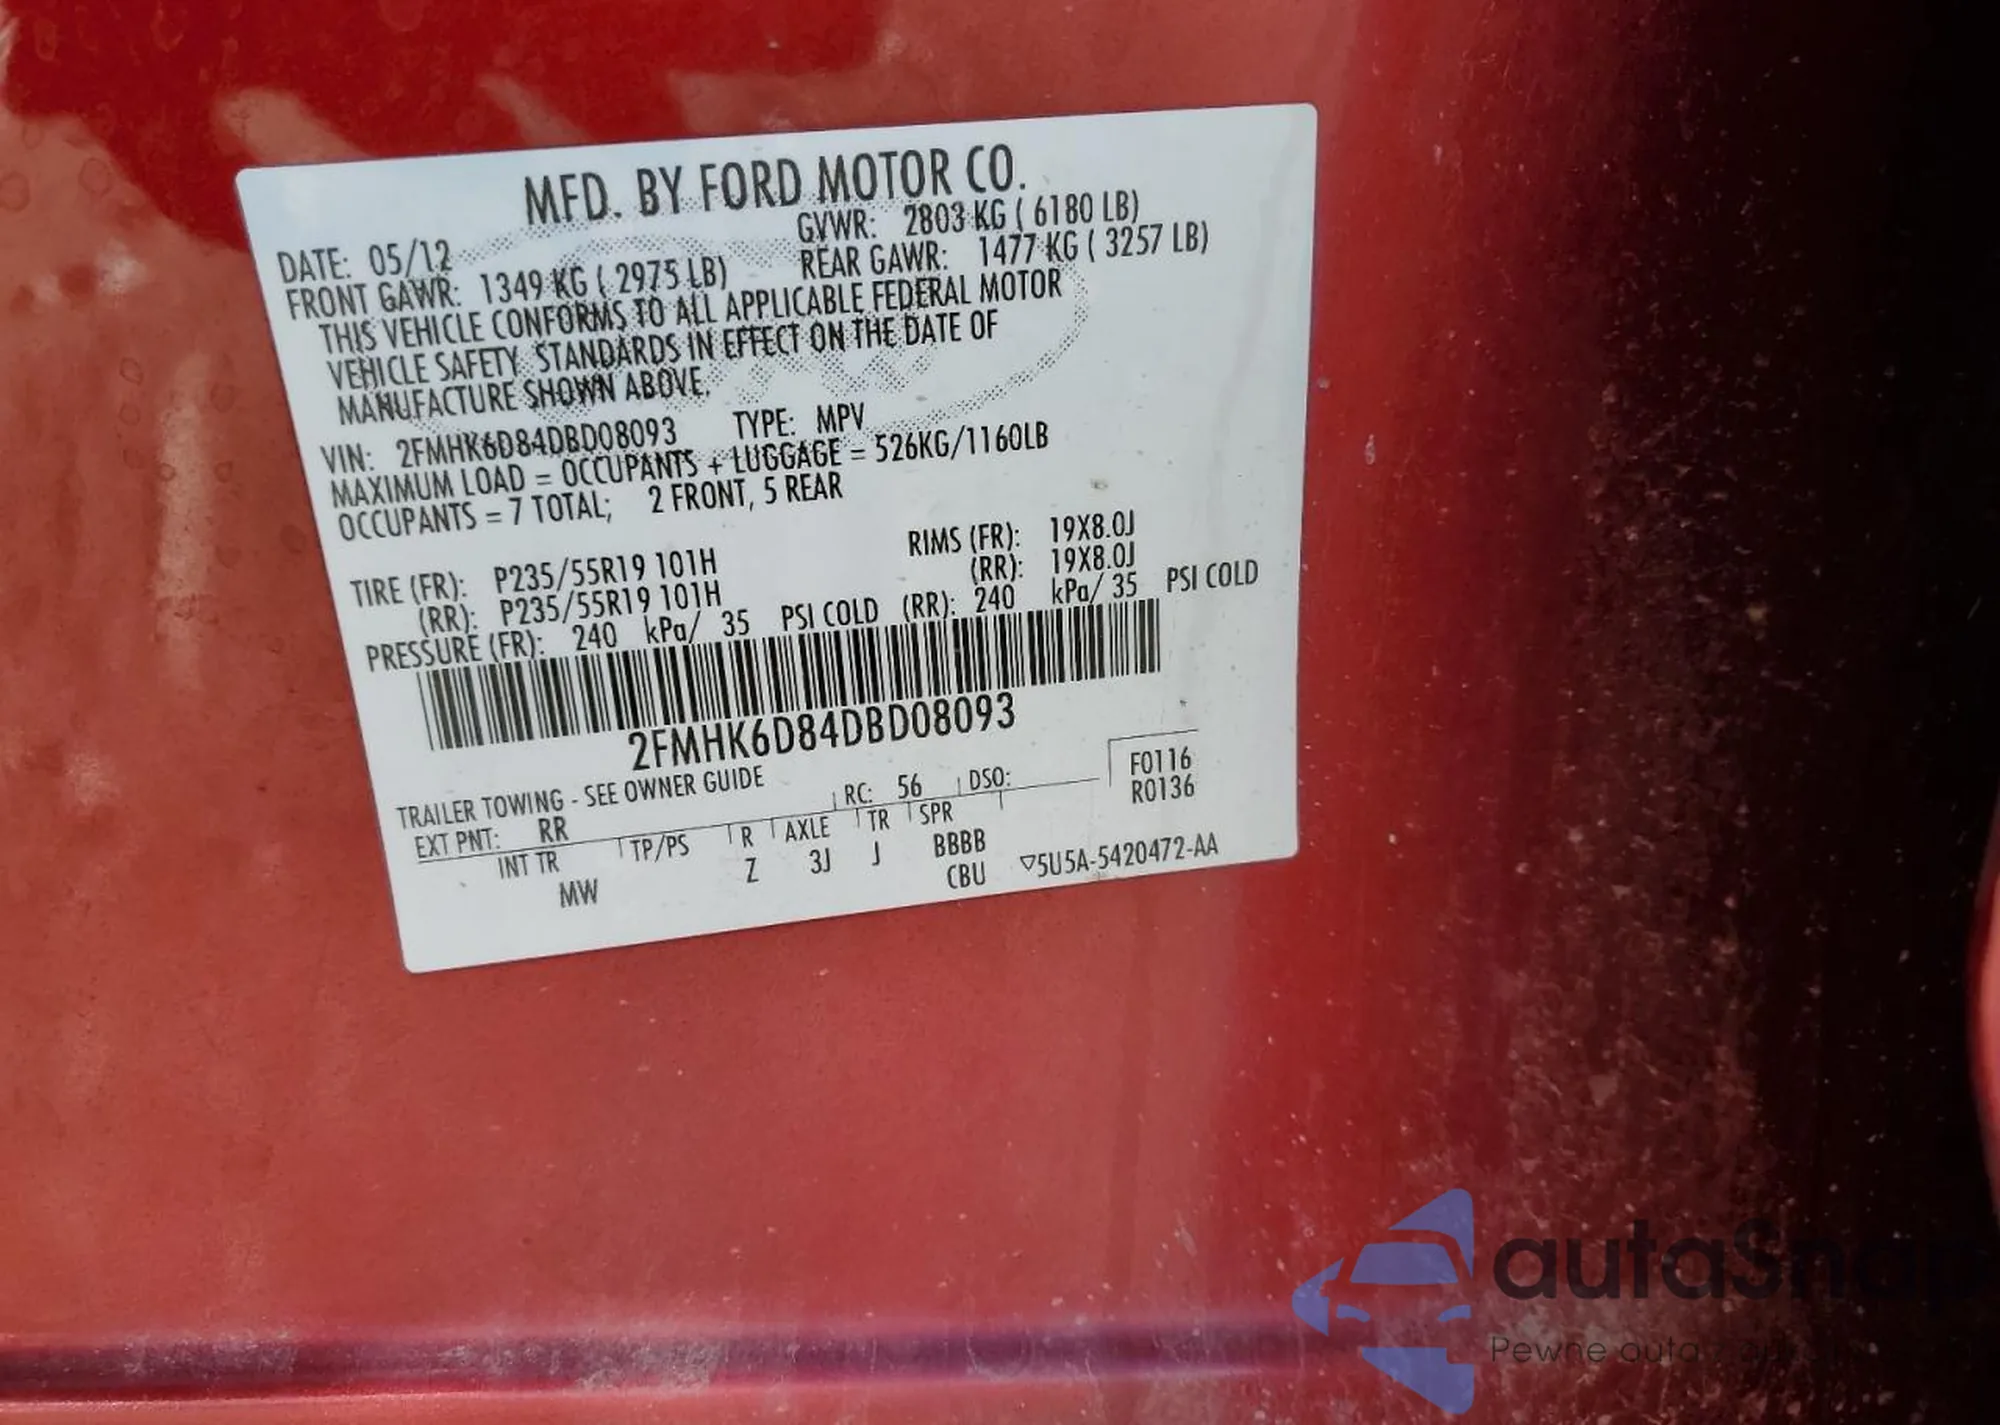 MFD. BY FORD MOTOR CO.
DATE: 05/12 GVWR: 2803 KG ( 6180 LB)
FRONT GAWR: 1349 KG ( 2975 LB) REAR GAWR: 1477 KG ( 3257 LB)
THIS VEHICLE CONFORMS TO ALL APPLICABLE FEDERAL MOTOR
VEHICLE SAFETY STANDARDS IN EFFECT ON THE DATE OF
MANUFACTURE SHOWN ABOVE.
VIN: 2FMHK6D84DBD08093 TYPE: MPV
MAXIMUM LOAD = OCCUPANTS + LUGGAGE = 526KG/1160LB
OCCUPANTS = 7 TOTAL; 2 FRONT, 5 REAR
TIRE (FR): P235/55R19 101H RIMS (FR): 19X8.0J
(RR): P235/55R19 101H (RR): 19X8.0J
PRESSURE (FR): 240 kPa/ 35 PSI COLD (RR): 240 kPa/ 35 PSI COLD
2FMHK6D84DBD08093
TRAILER TOWING - SEE OWNER GUIDE
EXT PNT: RR RC: 56 DSO: F0116
R0136
INT TR TP/PS R AXLE TR SPR
MW Z 3J J BBBB
CBU ▽5U5A-5420472-AA
autaSnap
Pewne auta z